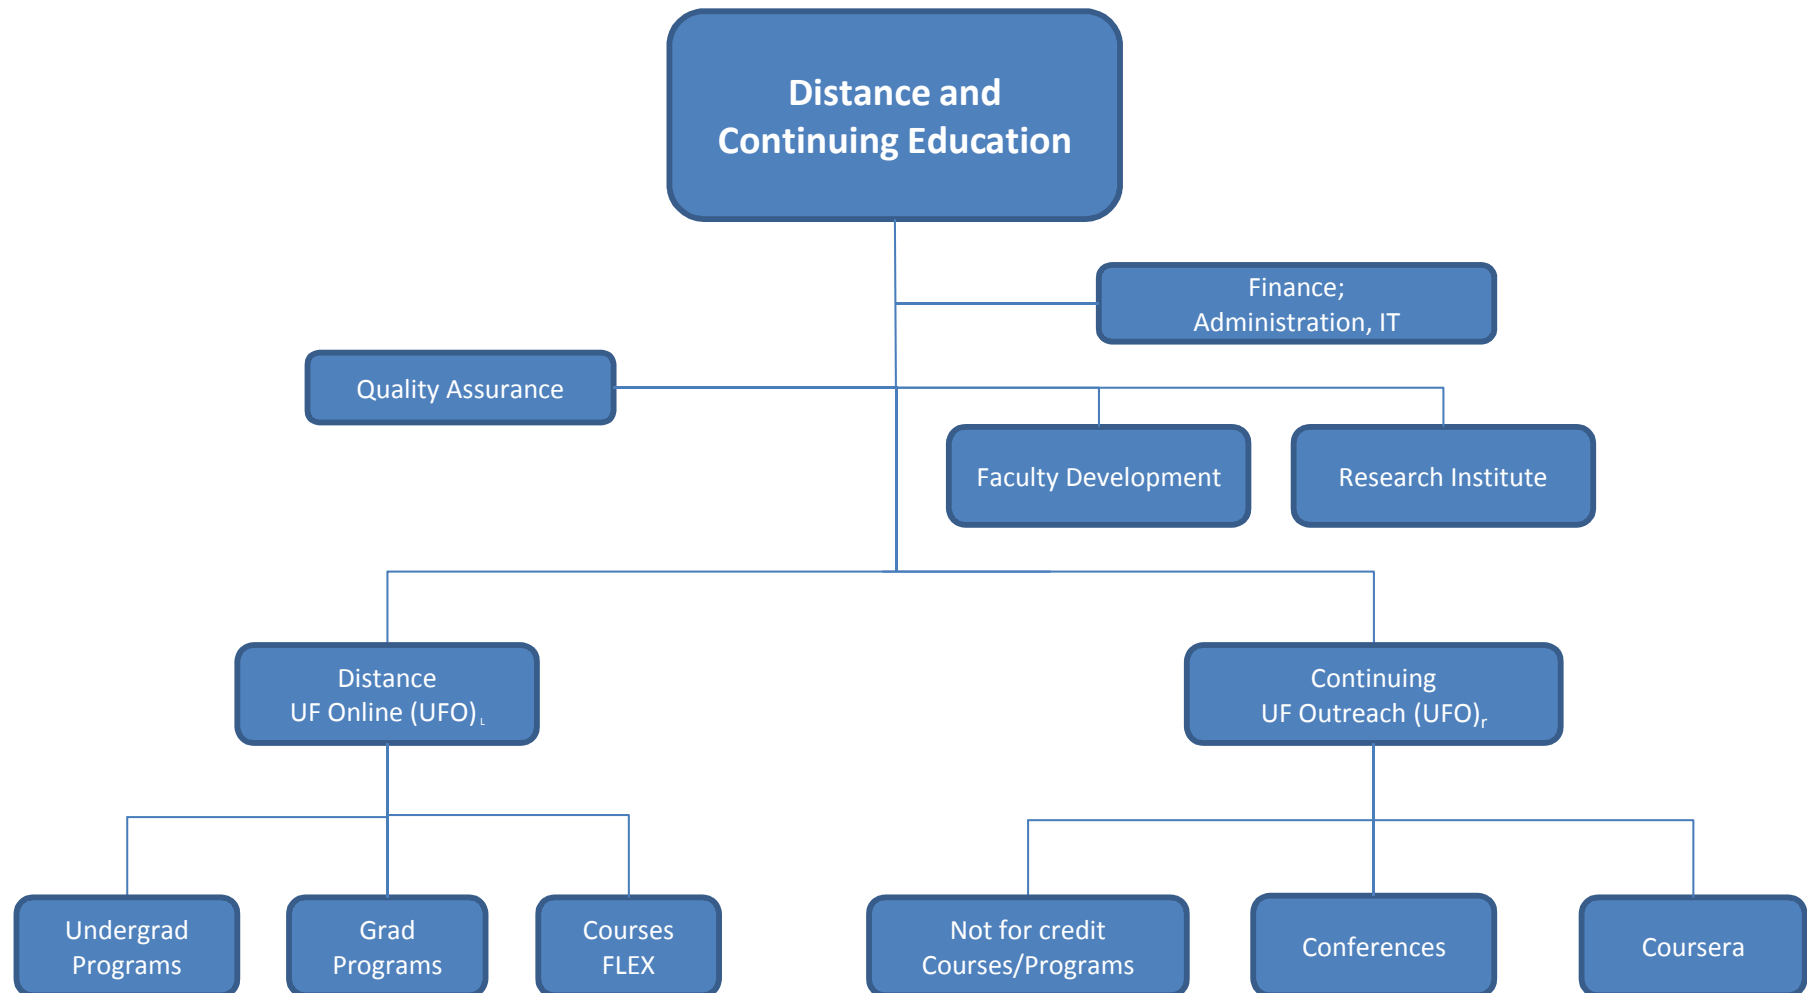 Distance and
Continuing Education
Finance;
Administration, IT
Quality Assurance
Faculty Development
Research Institute
Distance
UF Online (UFO) L
Continuing
UF Outreach (UFO)r
Undergrad
Programs
Grad
Programs
Courses
FLEX
Not for credit
Courses/Programs
Conferences
Coursera